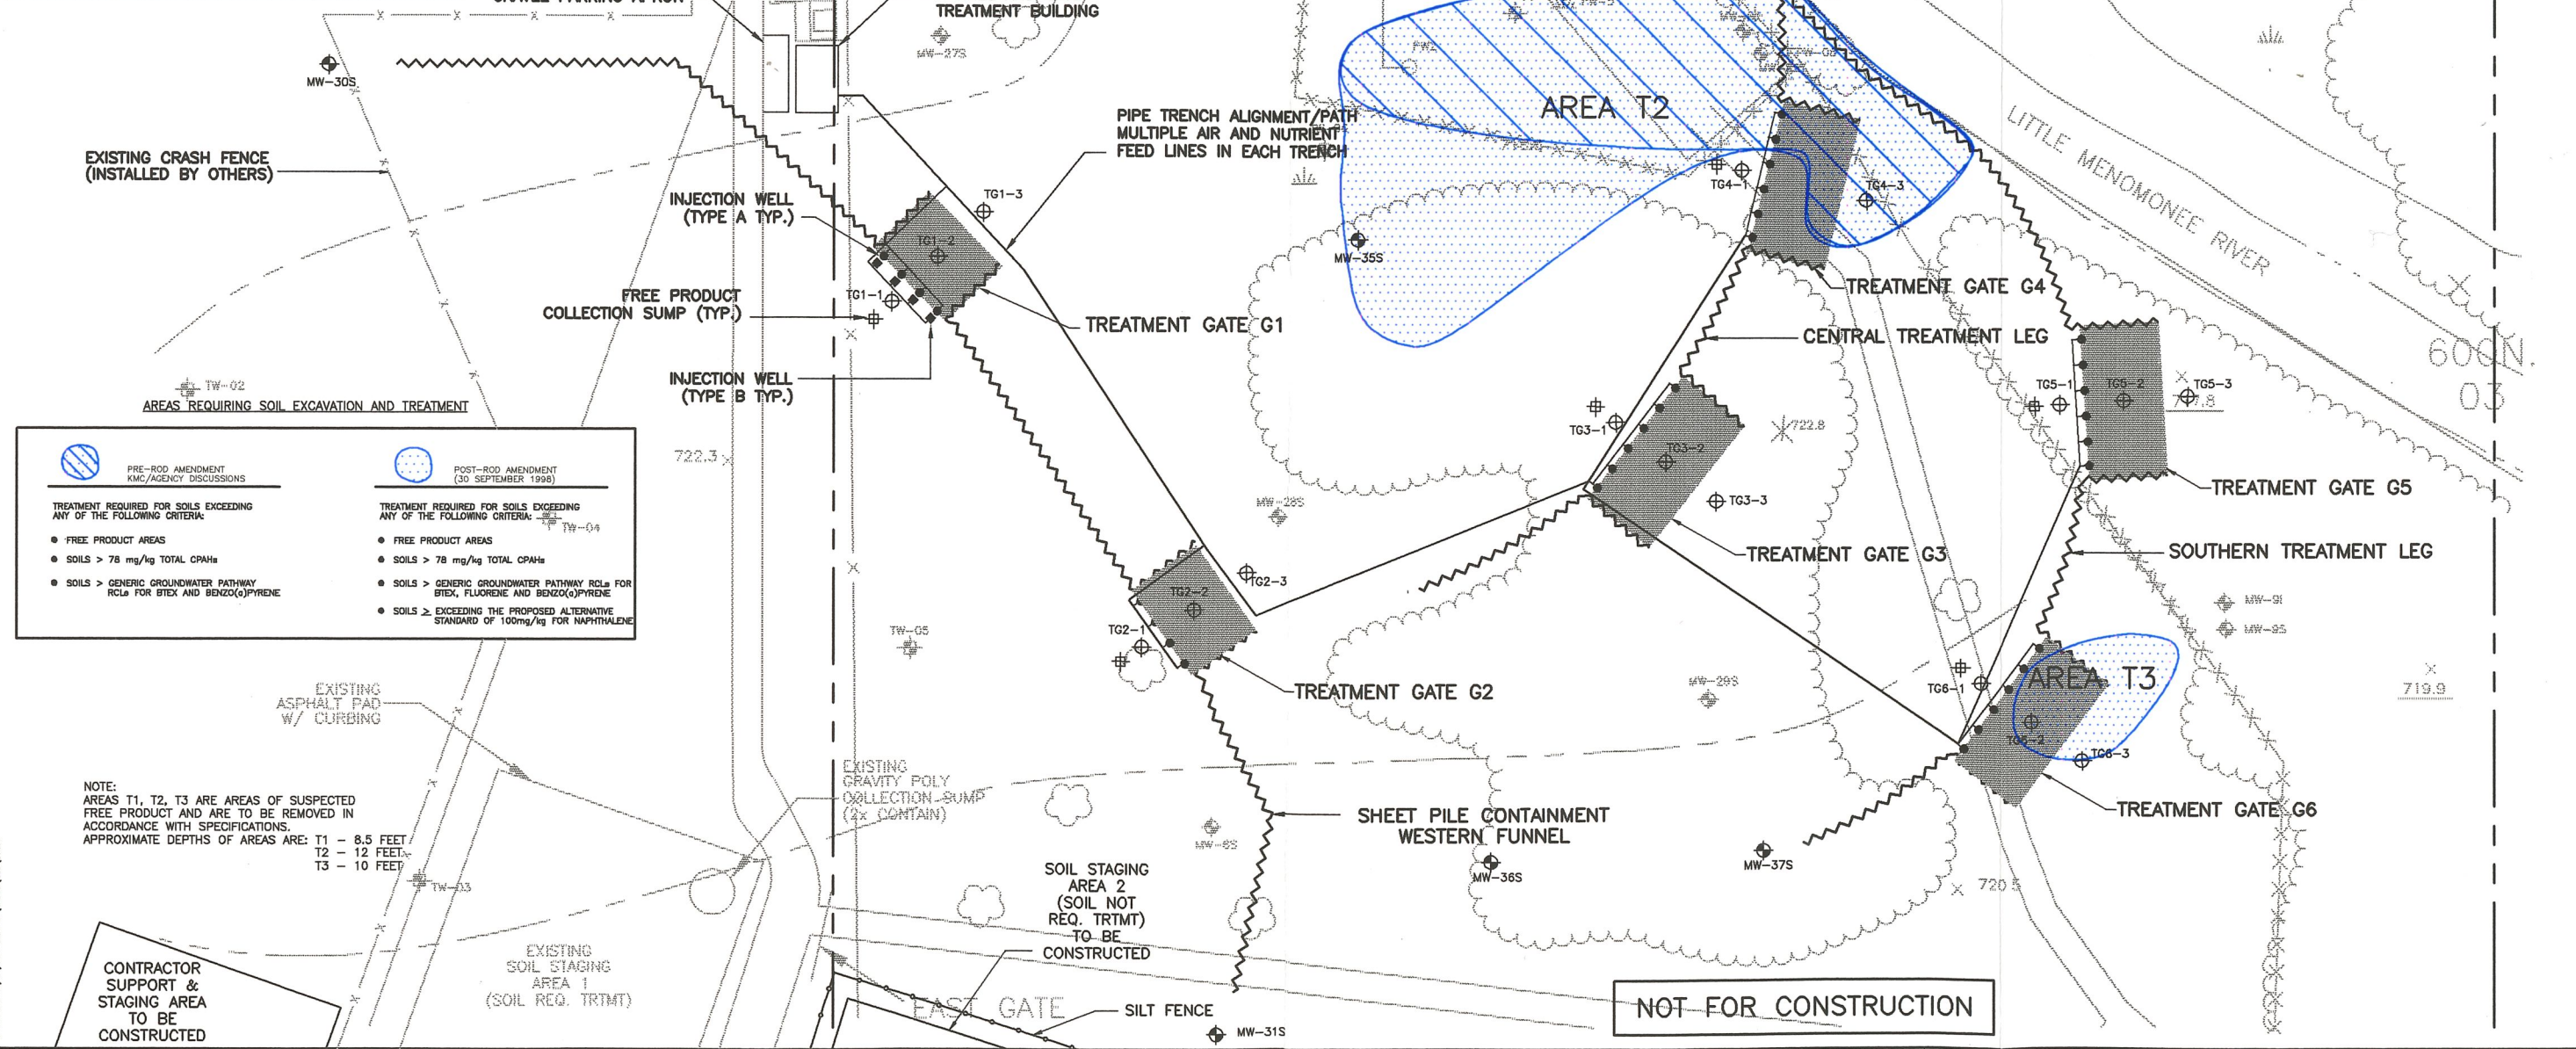 TREATMENT BUILDING
MW-27S
MW-30S
AREA T2
PIPE TRENCH ALIGNMENT/PATH
MULTIPLE AIR AND NUTRIENT
FEED LINES IN EACH TRENCH
LITTLE MENOMONEE RIVER
EXISTING CRASH FENCE
(INSTALLED BY OTHERS)
INJECTION WELL
(TYPE A TYP.)
TG1-3
TG1-2
TG1-1
TG4-1
TG4-3
MW-35S
FREE PRODUCT
COLLECTION SUMP (TYP.)
TREATMENT GATE G1
TREATMENT GATE G4
CENTRAL TREATMENT LEG
600N.
03
INJECTION WELL
(TYPE B TYP.)
TW-02
TG5-1
TG5-2
TG5-3
AREAS REQUIRING SOIL EXCAVATION AND TREATMENT
PRE-ROD AMENDMENT
KMC/AGENCY DISCUSSIONS
TREATMENT REQUIRED FOR SOILS EXCEEDING
ANY OF THE FOLLOWING CRITERIA:
● FREE PRODUCT AREAS
● SOILS > 78 mg/kg TOTAL CPAHs
● SOILS > GENERIC GROUNDWATER PATHWAY
RCLs FOR BTEX AND BENZO(a)PYRENE
POST-ROD AMENDMENT
(30 SEPTEMBER 1998)
TREATMENT REQUIRED FOR SOILS EXCEEDING
ANY OF THE FOLLOWING CRITERIA:
● FREE PRODUCT AREAS
● SOILS > 78 mg/kg TOTAL CPAHs
● SOILS > GENERIC GROUNDWATER PATHWAY RCLs FOR
BTEX, FLUORENE AND BENZO(a)PYRENE
● SOILS ≥ EXCEEDING THE PROPOSED ALTERNATIVE
STANDARD OF 100mg/kg FOR NAPHTHALENE
TW-04
722.3
TG3-1
TG3-2
TG3-3
722.8
MW-28S
TREATMENT GATE G5
TREATMENT GATE G3
SOUTHERN TREATMENT LEG
TG2-3
TG2-2
TG2-1
TW-05
MW-9I
MW-9S
TREATMENT GATE G2
MW-29S
TG6-1
AREA T3
719.9
TG6-3
EXISTING
ASPHALT PAD
W/ CURBING
NOTE:
AREAS T1, T2, T3 ARE AREAS OF SUSPECTED
FREE PRODUCT AND ARE TO BE REMOVED IN
ACCORDANCE WITH SPECIFICATIONS.
APPROXIMATE DEPTHS OF AREAS ARE: T1 - 8.5 FEET
T2 - 12 FEET
T3 - 10 FEET
EXISTING
GRAVITY POLY
COLLECTION SUMP
(2x CONTAIN)
TREATMENT GATE G6
SHEET PILE CONTAINMENT
WESTERN FUNNEL
MW-6S
MW-36S
MW-37S
720.5
TW-03
SOIL STAGING
AREA 2
(SOIL NOT
REQ. TRTMT)
TO BE
CONSTRUCTED
EXISTING
SOIL STAGING
AREA 1
(SOIL REQ. TRTMT)
CONTRACTOR
SUPPORT &
STAGING AREA
TO BE
CONSTRUCTED
EAST GATE
SILT FENCE
MW-31S
NOT FOR CONSTRUCTION